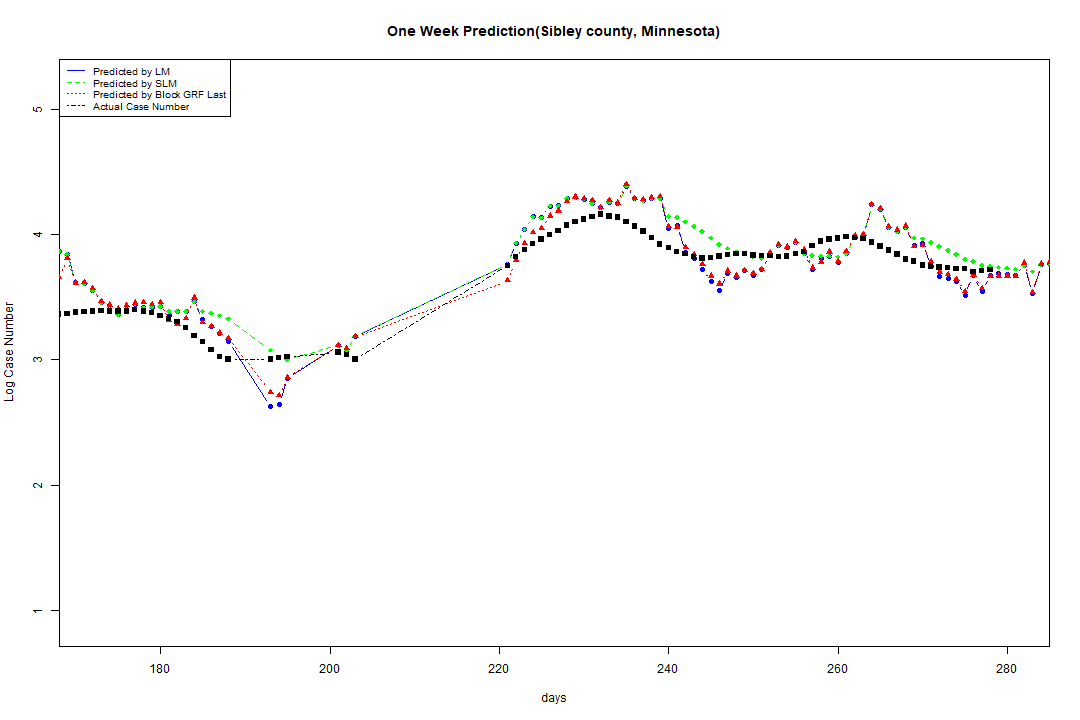 One Week Prediction(Sibley county, Minnesota)
Predicted by LM
Predicted by SLM
Predicted by Block GRF Last
Actual Case Number
5
4
3
2
1
Log Case Number
180
200
220
240
260
280
days